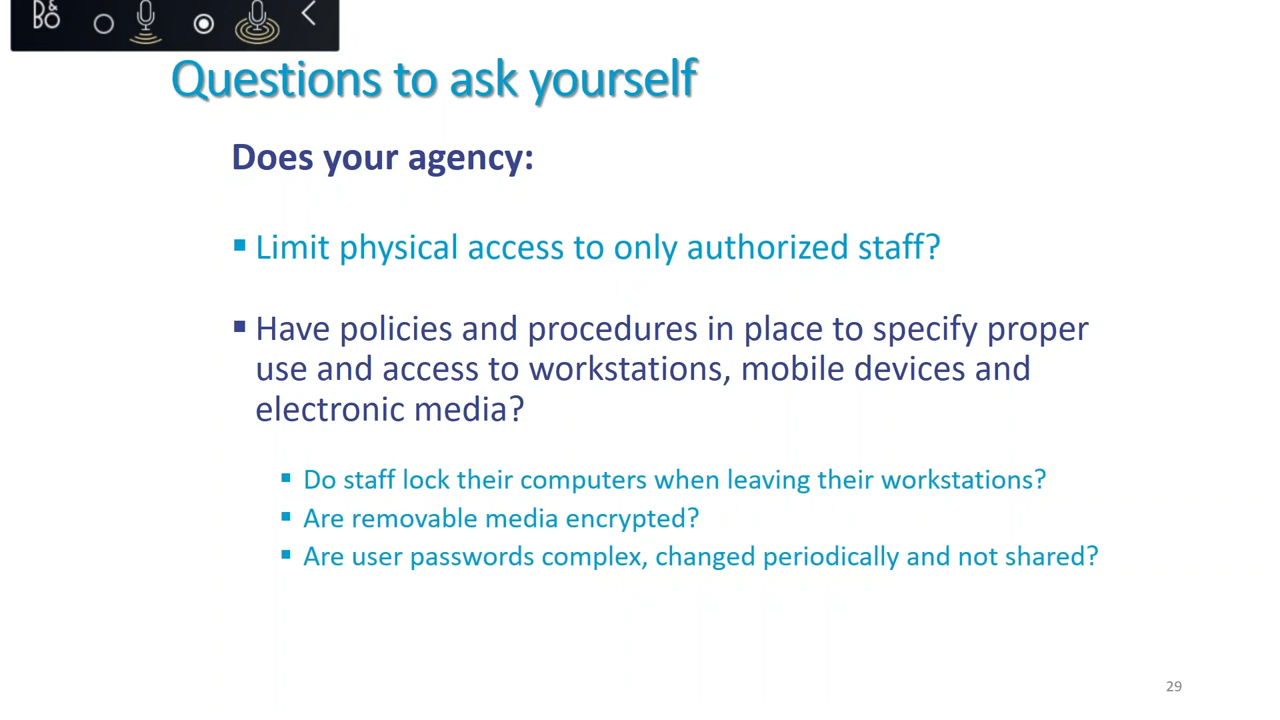 B&O
Questions to ask yourself
Does your agency:
▪ Limit physical access to only authorized staff?
▪ Have policies and procedures in place to specify proper
use and access to workstations, mobile devices and
electronic media?
▪ Do staff lock their computers when leaving their workstations?
▪ Are removable media encrypted?
▪ Are user passwords complex, changed periodically and not shared?
29